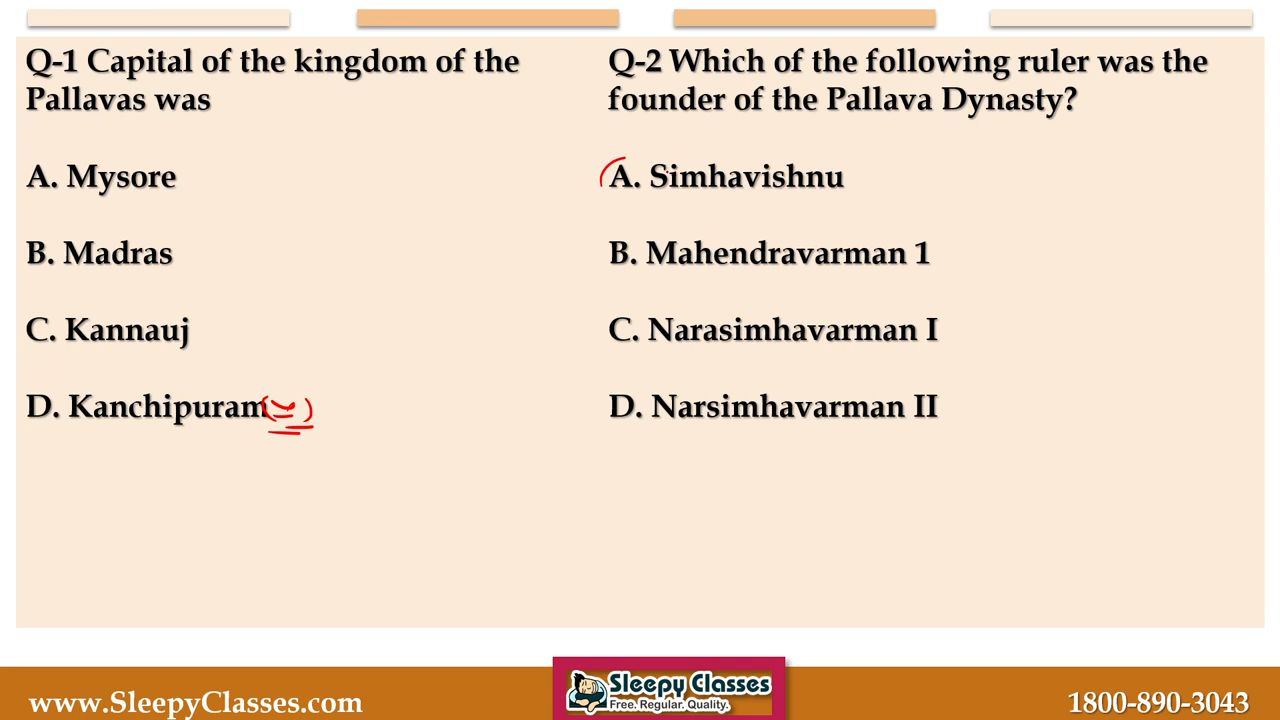 Q-1 Capital of the kingdom of the
Pallavas was
A. Mysore
B. Madras
C. Kannauj
D. Kanchipuram
Q-2 Which of the following ruler was the
founder of the Pallava Dynasty?
A. Simhavishnu
B. Mahendravarman 1
C. Narasimhavarman I
D. Narsimhavarman II
www.SleepyClasses.com
Sleepy Classes
Free. Regular. Quality.
1800-890-3043